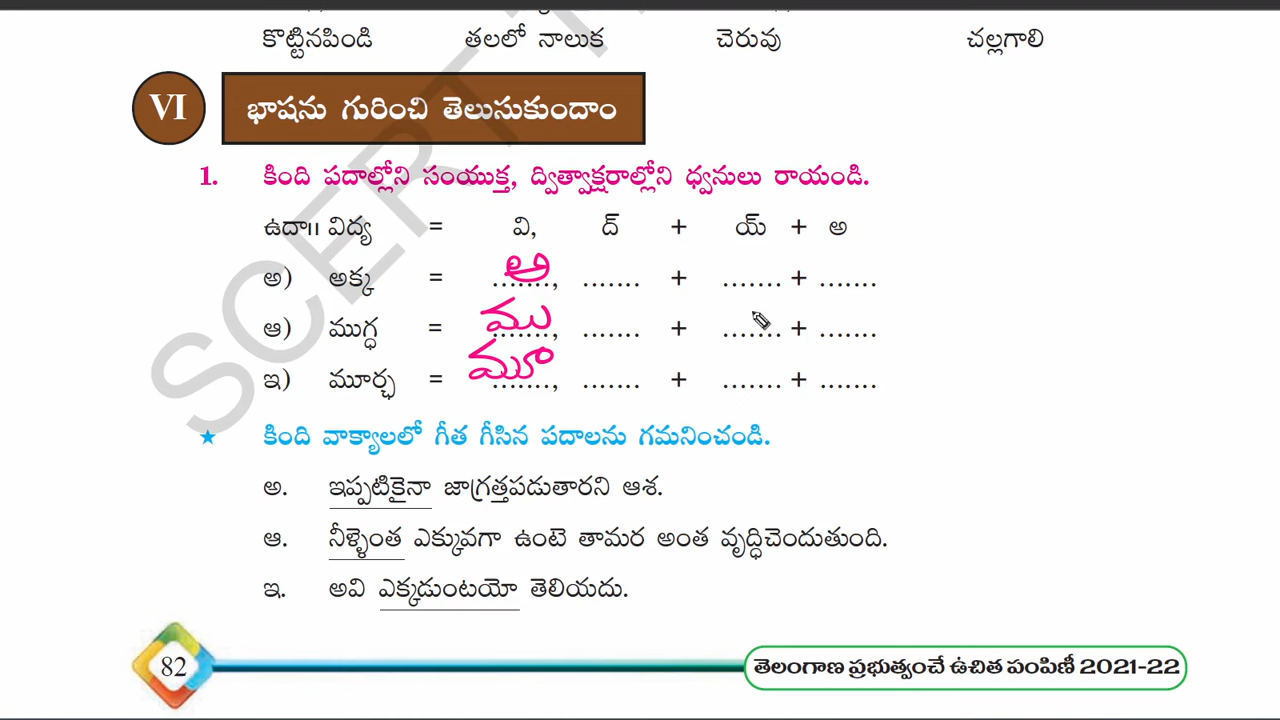 కొట్టినపిండి తలలో నాలుక చెరువు చల్లగాలి
VI భాషను గురించి తెలుసుకుందాం
1. కింది పదాల్లోని సంయుక్త, ద్విత్వాక్షరాల్లోని ధ్వనులు రాయండి.
ఉదా॥ విద్య = వి, ద్ + య్ + అ
అ) అక్క = అ ......., ....... + ....... + .......
ఆ) ముగ్ధ = ము ......., ....... + ....... + .......
ఇ) మూర్ఛ = మూ ......., ....... + ....... + .......
★ కింది వాక్యాలలో గీత గీసిన పదాలను గమనించండి.
అ. ఇప్పటికైనా జాగ్రత్తపడుతారని ఆశ.
ఆ. నీళ్ళెంత ఎక్కువగా ఉంటె తామర అంత వృద్ధిచెందుతుంది.
ఇ. అవి ఎక్కడుంటయో తెలియదు.
82 తెలంగాణ ప్రభుత్వంచే ఉచిత పంపిణీ 2021-22
SCERT